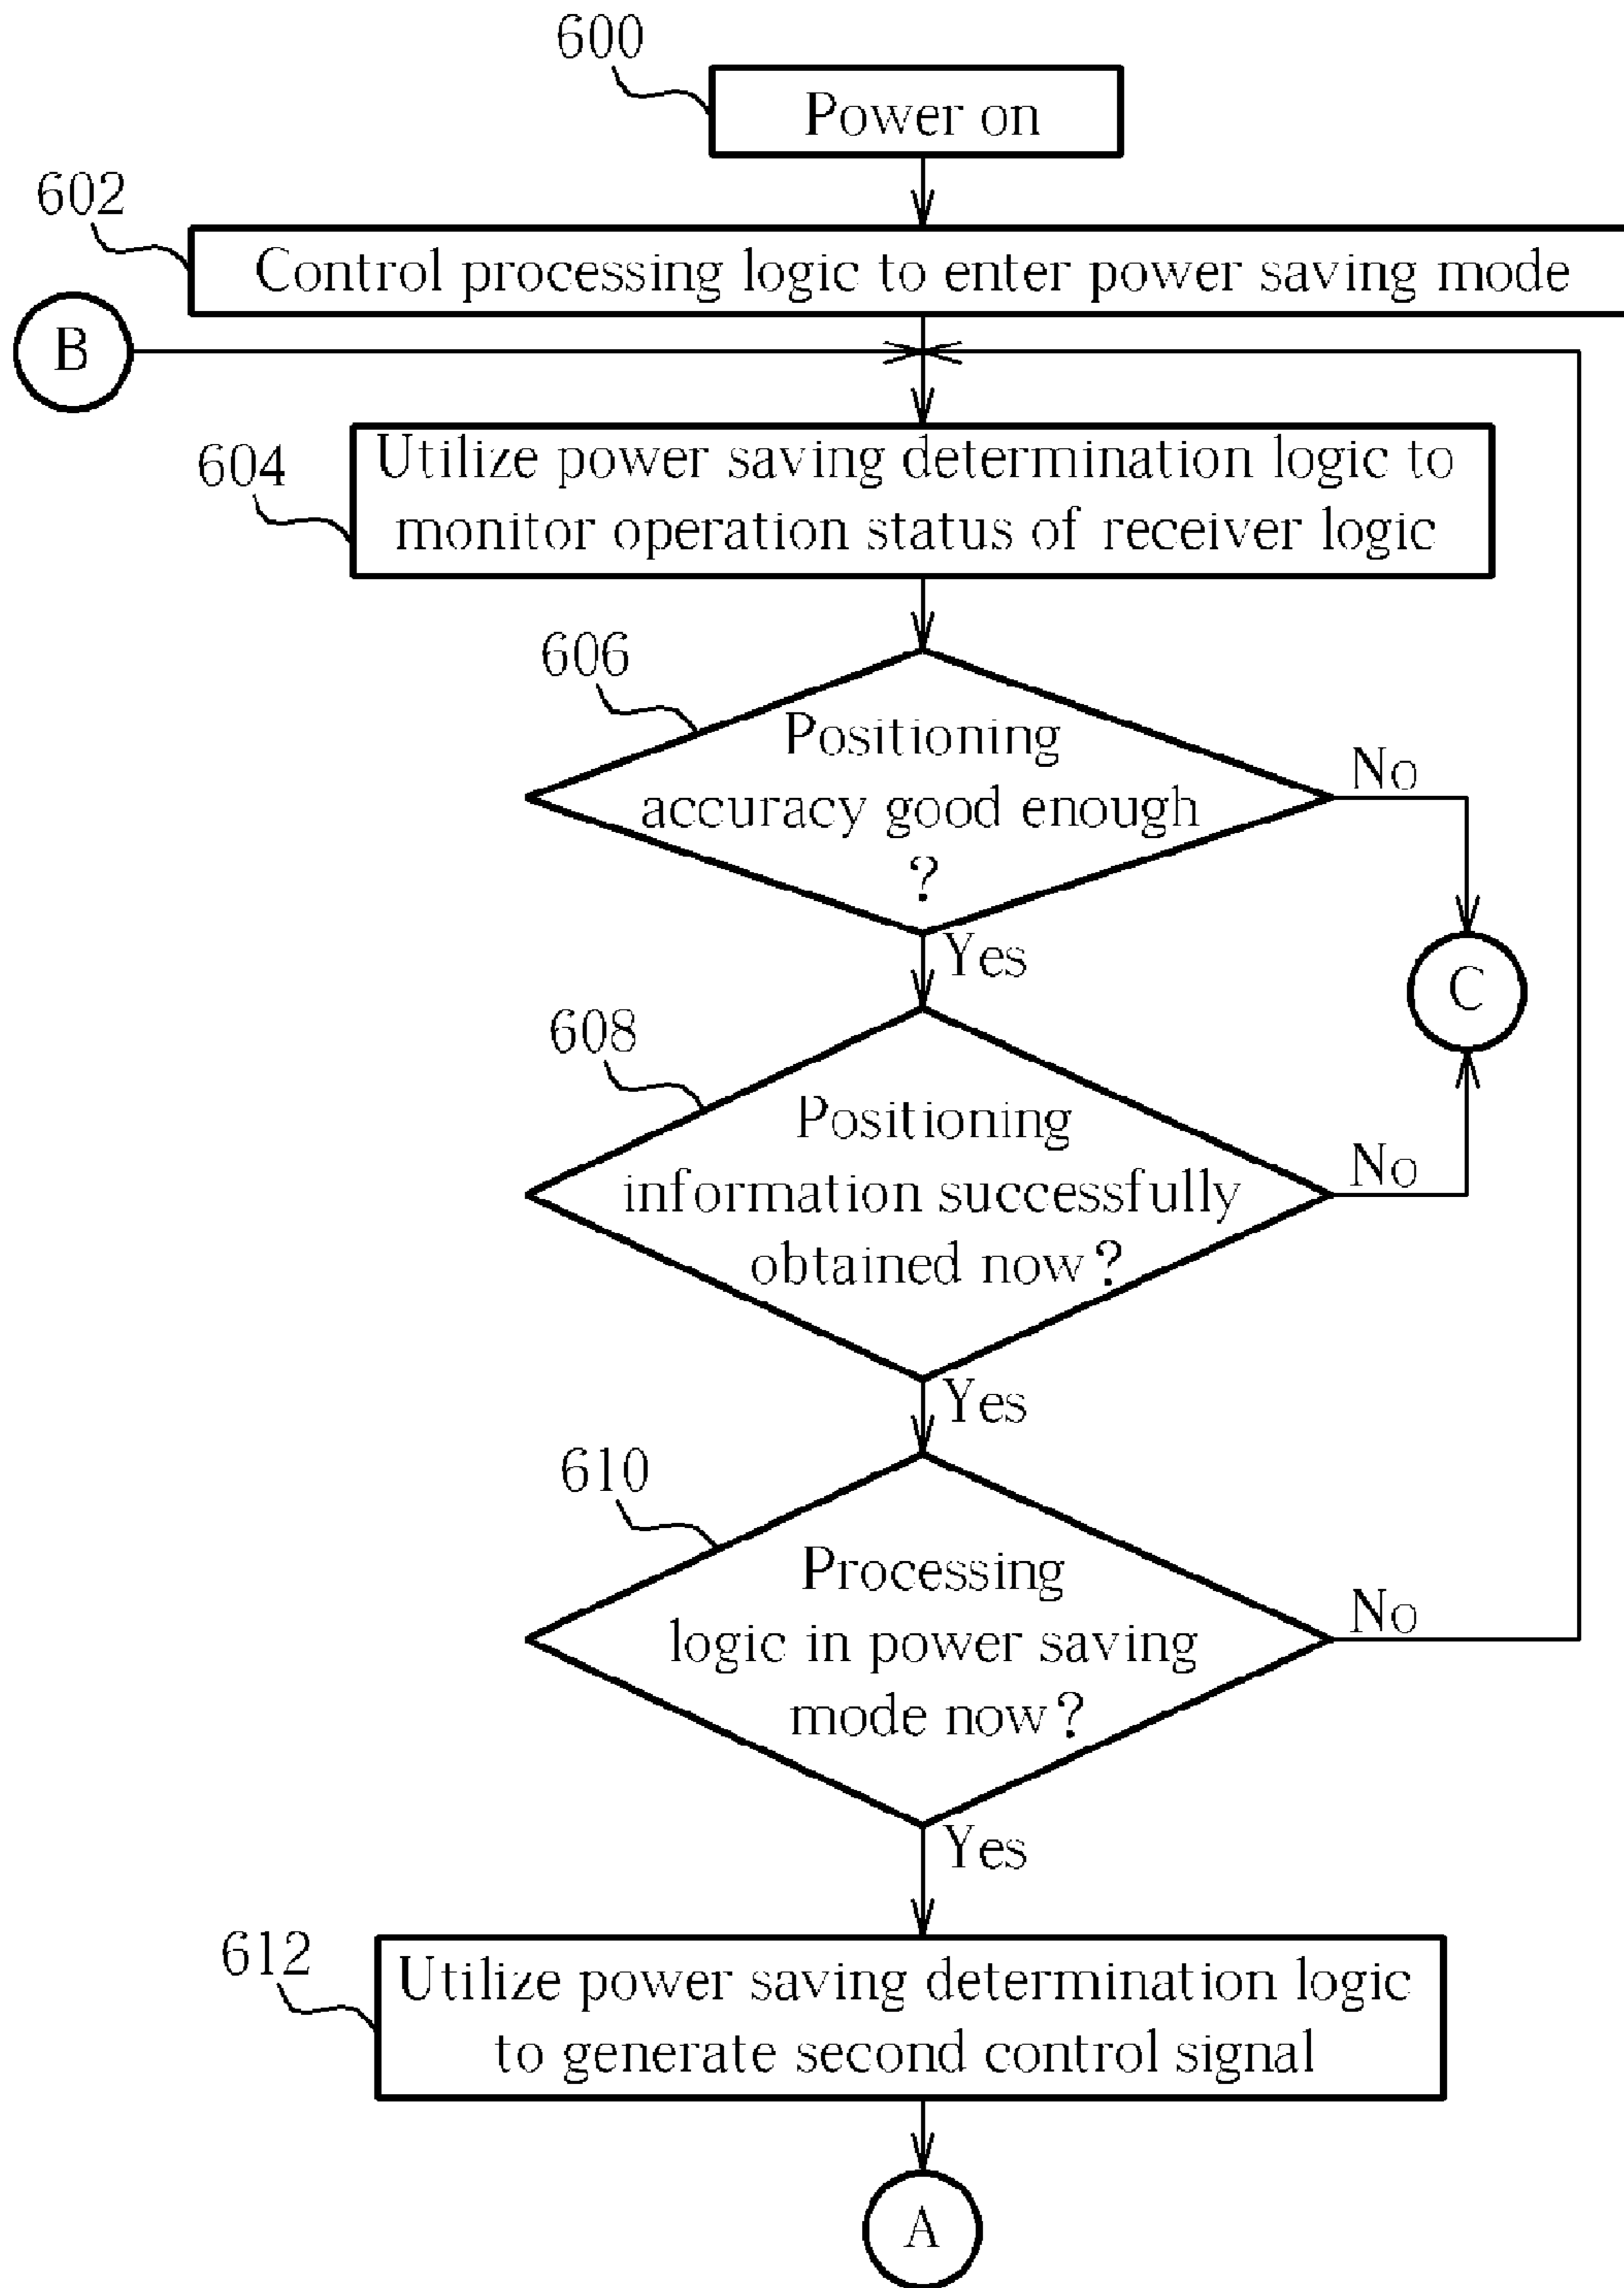 600
Power on
602
Control processing logic to enter power saving mode
B
604
Utilize power saving determination logic to
monitor operation status of receiver logic
606
Positioning
accuracy good enough
?
No
Yes
C
608
Positioning
information successfully
obtained now?
No
Yes
610
Processing
logic in power saving
mode now?
No
Yes
612
Utilize power saving determination logic
to generate second control signal
A